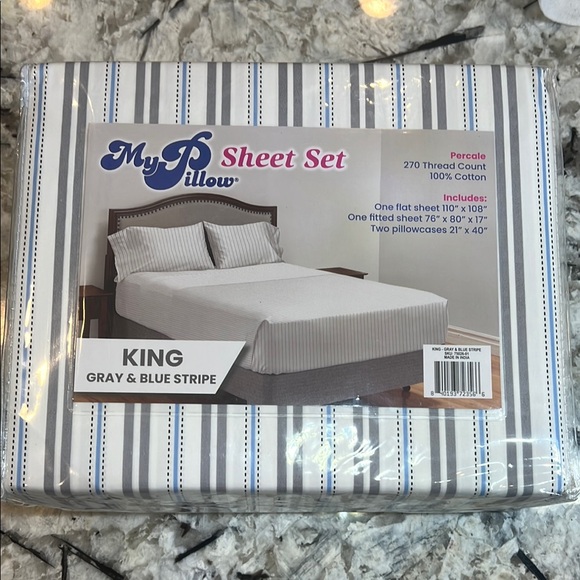 MyPillow® Sheet Set
Percale
270 Thread Count
100% Cotton
Includes:
One flat sheet 110" x 108"
One fitted sheet 76" x 80" x 17"
Two pillowcases 21" x 40"
KING
GRAY & BLUE STRIPE
KING - GRAY & BLUE STRIPE
MADE IN INDIA